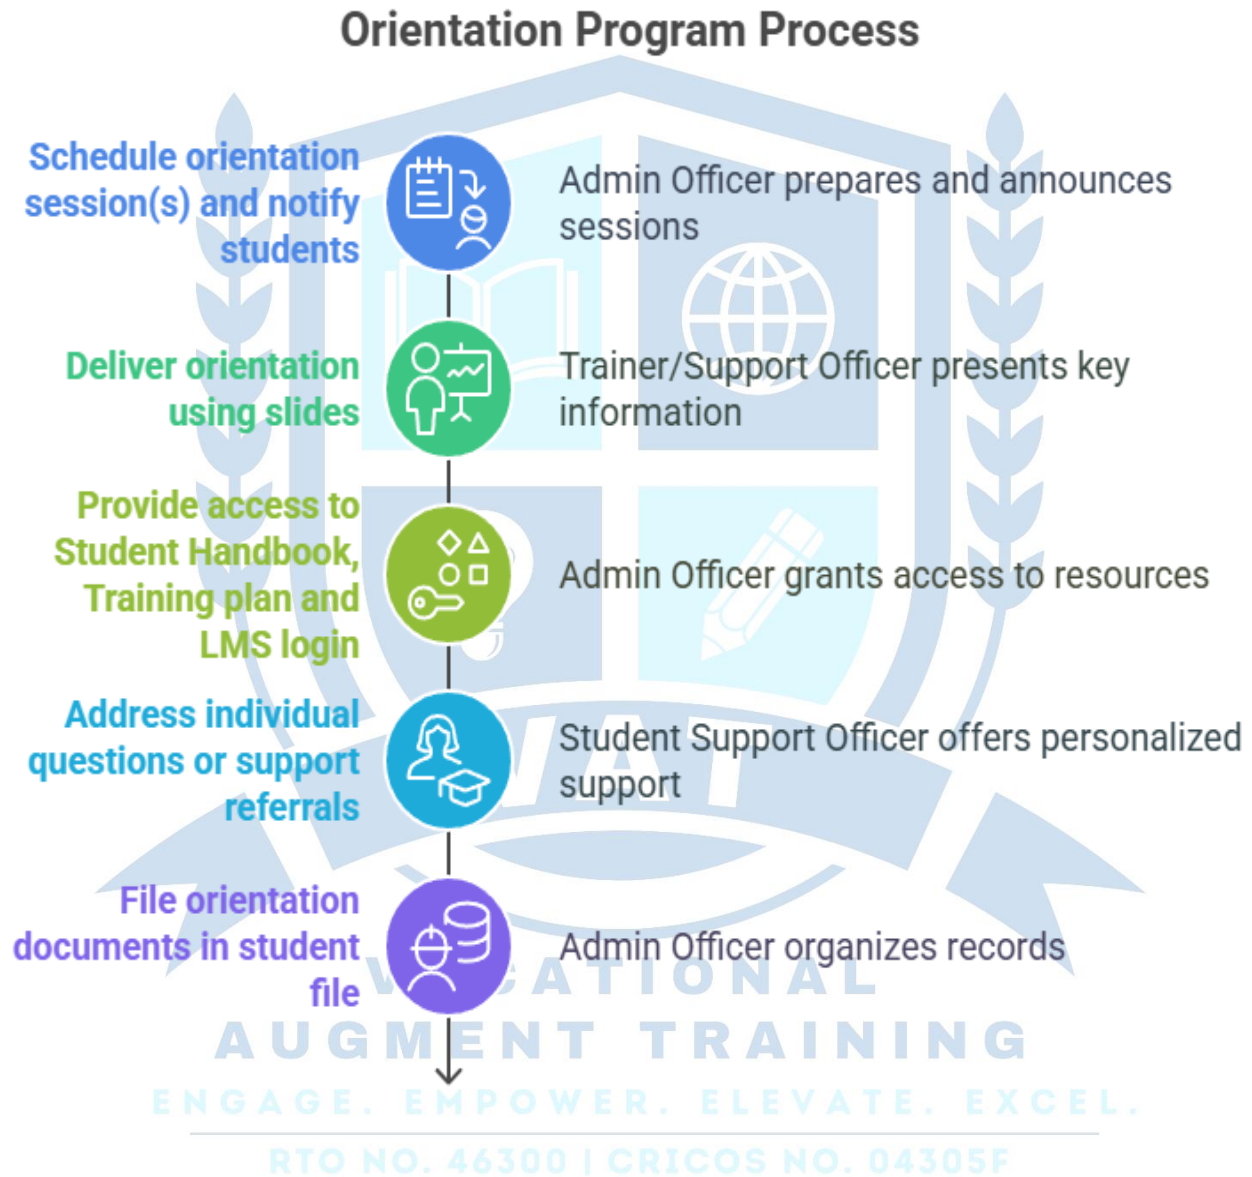 Orientation Program Process
Schedule orientation
session(s) and notify
students
Admin Officer prepares and announces
sessions
Deliver orientation
using slides
Trainer/Support Officer presents key
information
Provide access to
Student Handbook,
Training plan and
LMS login
Admin Officer grants access to resources
Address individual
questions or support
referrals
Student Support Officer offers personalized
support
VAT
File orientation
documents in student
file
Admin Officer organizes records
VOCATIONAL
AUGMENT TRAINING
ENGAGE. EMPOWER. ELEVATE. EXCEL.
RTO NO. 46300 | CRICOS NO. 04305F